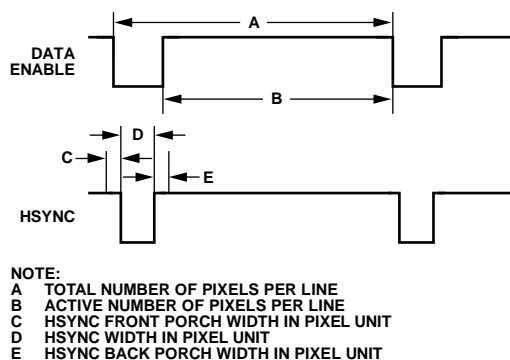 A
DATA
ENABLE
B
D
C
E
HSYNC
NOTE:
A TOTAL NUMBER OF PIXELS PER LINE
B ACTIVE NUMBER OF PIXELS PER LINE
C HSYNC FRONT PORCH WIDTH IN PIXEL UNIT
D HSYNC WIDTH IN PIXEL UNIT
E HSYNC BACK PORCH WIDTH IN PIXEL UNIT